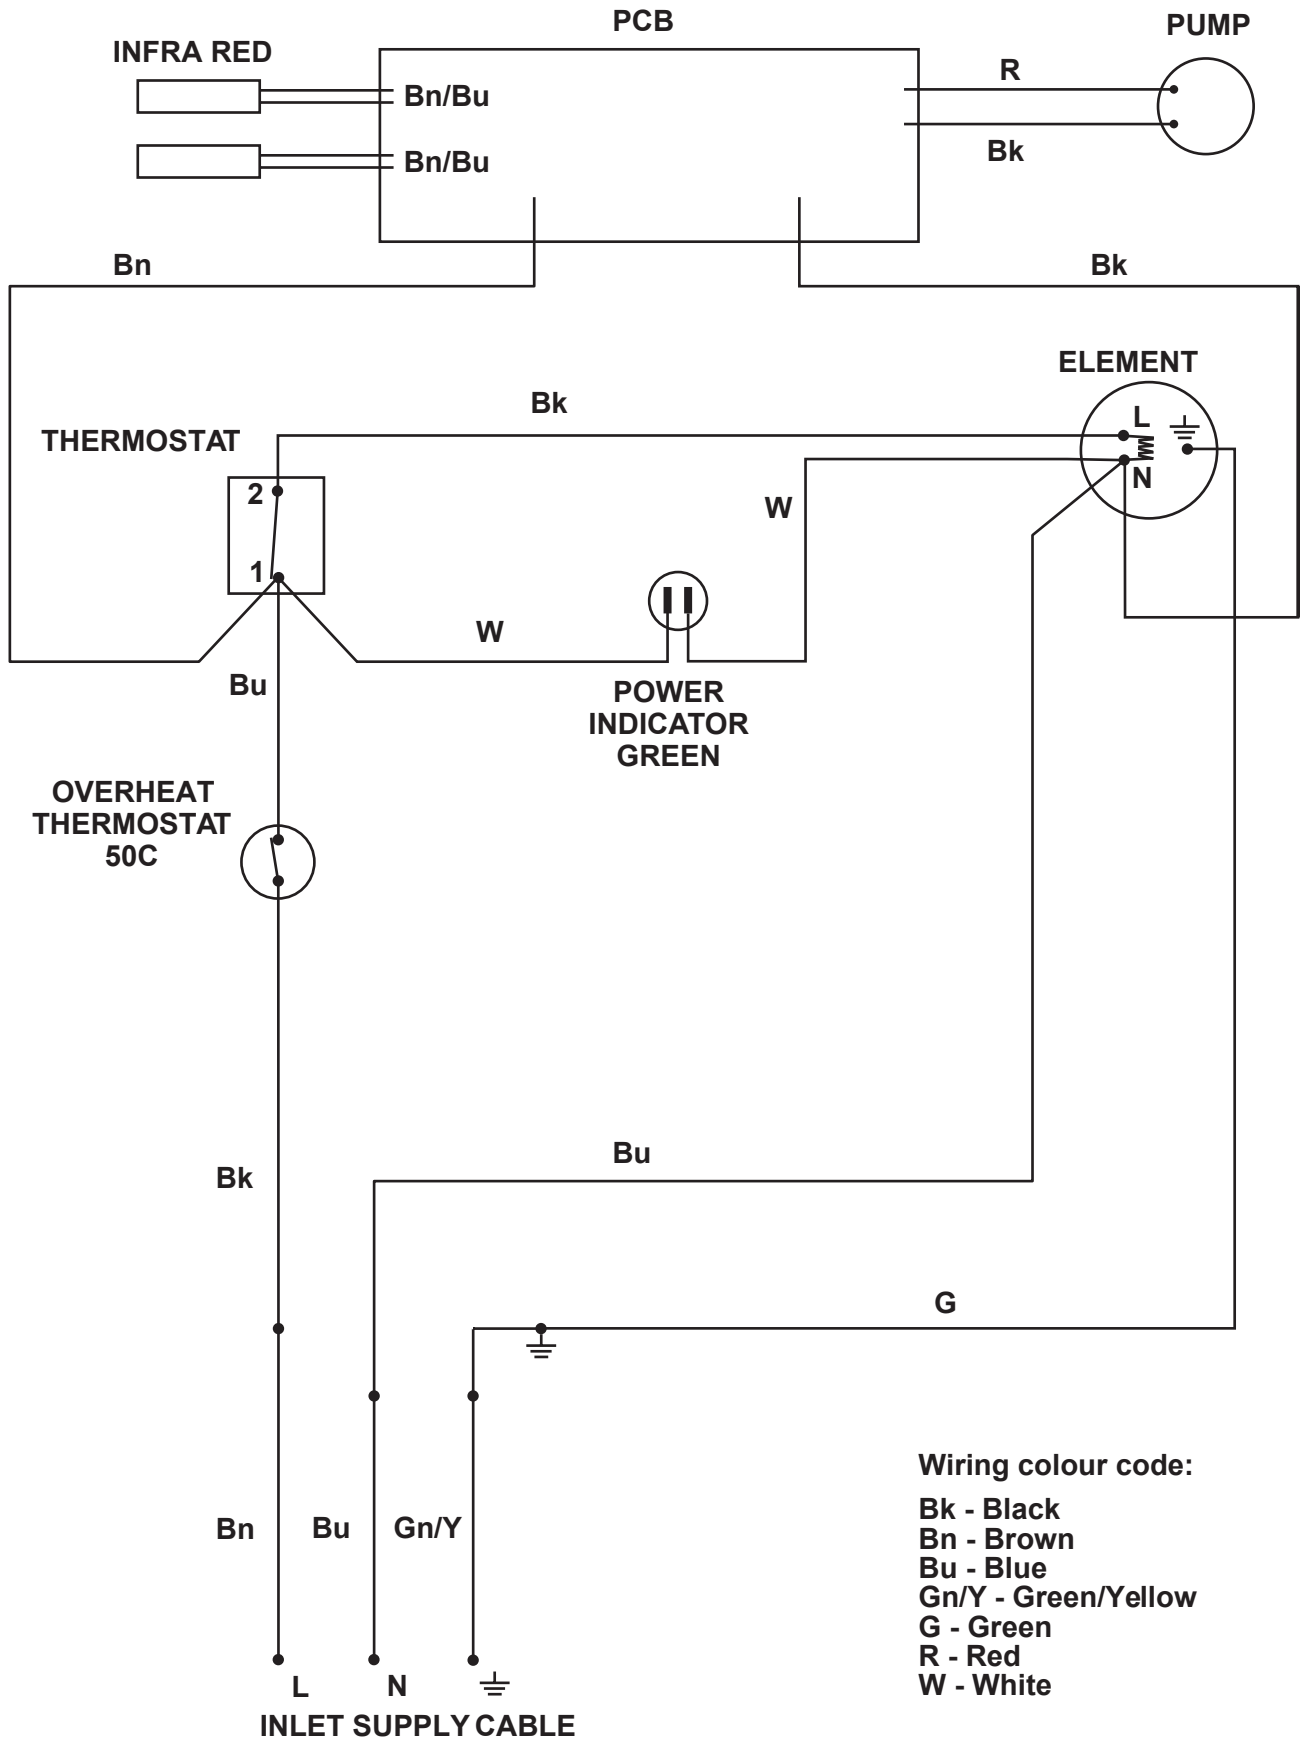 PCB
PUMP
INFRA RED
R
Bn/Bu
Bk
Bn/Bu
Bn
Bk
ELEMENT
Bk
L
THERMOSTAT
N
2
W
1
W
Bu
POWER
INDICATOR
GREEN
OVERHEAT
THERMOSTAT
50C
Bu
Bk
G
Wiring colour code:
Bk - Black
Bn - Brown
Bu - Blue
Gn/Y - Green/Yellow
G - Green
R - Red
W - White
Bn
Bu
Gn/Y
L
N
INLET SUPPLY CABLE